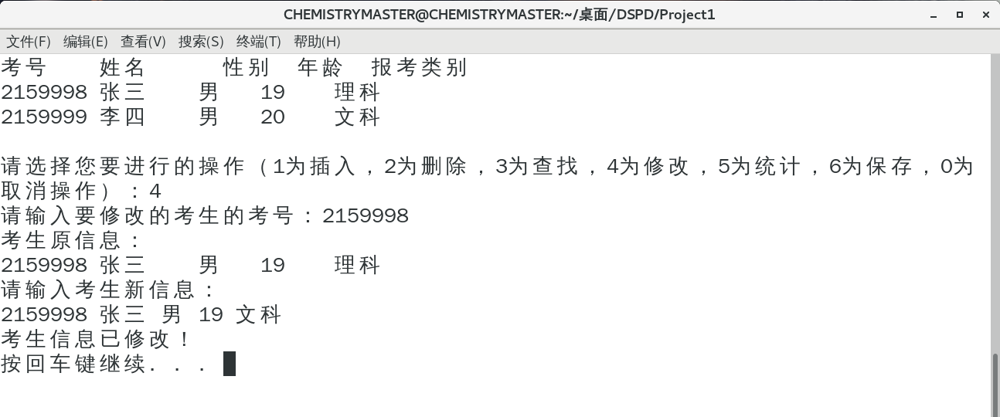 CHEMISTRYMASTER@CHEMISTRYMASTER:~/桌面/DSPD/Project1
文件(F) 编辑(E) 查看(V) 搜索(S) 终端(T) 帮助(H)
考号 姓名 性别 年龄 报考类别
2159998 张三 男 19 理科
2159999 李四 男 20 文科
请选择您要进行的操作（1为插入，2为删除，3为查找，4为修改，5为统计，6为保存，0为
取消操作）：4
请输入要修改的考生的考号：2159998
考生原信息：
2159998 张三 男 19 理科
请输入考生新信息：
2159998 张三 男 19 文科
考生信息已修改！
按回车键继续. . .